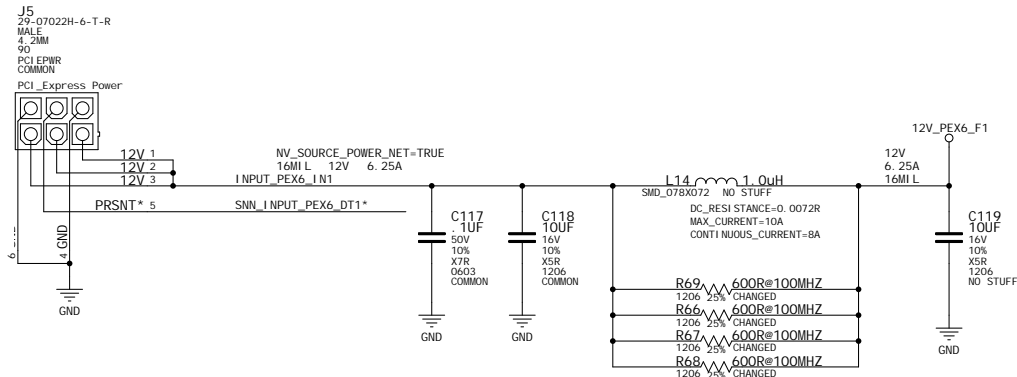 J5
29-07022H-6-T-R
MALE
4.2MM
90
PCIEPWR
COMMON
PCI_Express Power
12V 1
12V 2
12V 3
PRSNT* 5
NV_SOURCE_POWER_NET=TRUE
16MIL 12V 6.25A
INPUT_PEX6_IN1
SNN_INPUT_PEX6_DT1*
4 GND
6
GND
C117
.1UF
50V
10%
X7R
0603
COMMON
GND
C118
10UF
16V
10%
X5R
1206
COMMON
GND
L14 1.0uH
SMD_078X072 NO STUFF
DC_RESISTANCE=0.0072R
MAX_CURRENT=10A
CONTINUOUS_CURRENT=8A
R69 600R@100MHZ
1206 25% CHANGED
R66 600R@100MHZ
1206 25% CHANGED
R67 600R@100MHZ
1206 25% CHANGED
R68 600R@100MHZ
1206 25% CHANGED
12V_PEX6_F1
12V
6.25A
16MIL
C119
10UF
16V
10%
X5R
1206
NO STUFF
GND